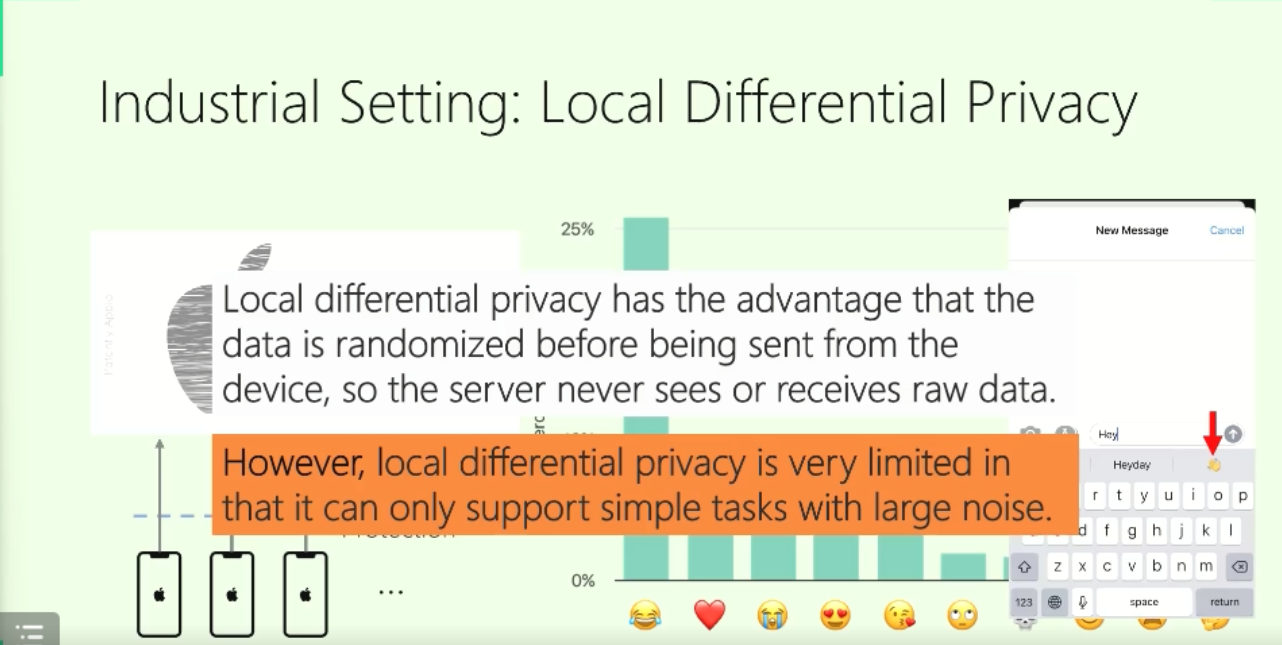 Industrial Setting: Local Differential Privacy
25%
New Message
Cancel
Local differential privacy has the advantage that the
data is randomized before being sent from the
device, so the server never sees or receives raw data.
Hey
However, local differential privacy is very limited in
that it can only support simple tasks with large noise.
Heyday
r t y u i o p
d f g h j k l
z x c v b n m
123
space
return
0%
...